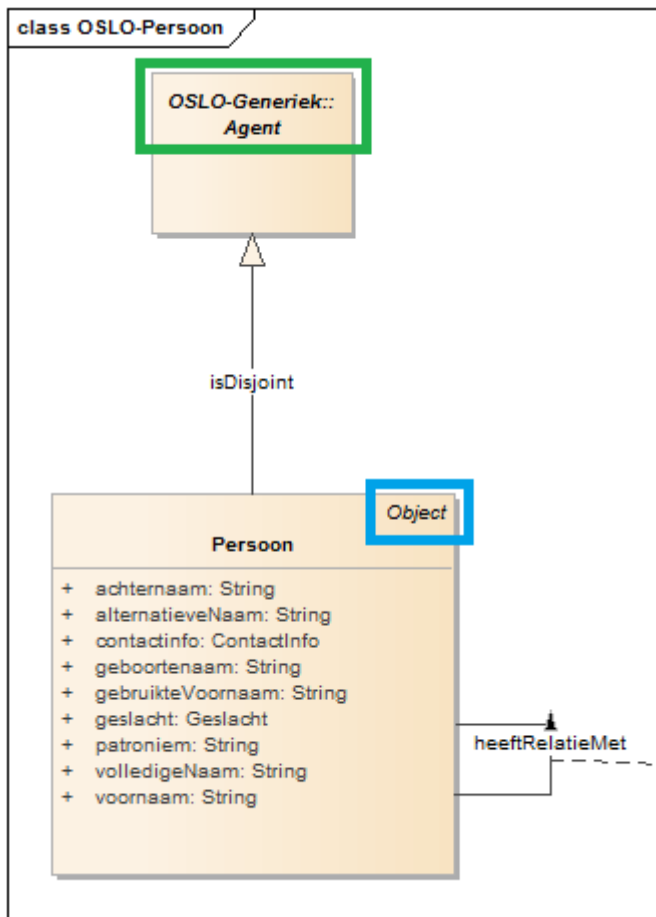 class OSLO-Persoon
OSLO-Generiek::
Agent
isDisjoint
Object
Persoon
+ achternaam: String
+ alternatieveNaam: String
+ contactinfo: ContactInfo
+ geboortenaam: String
+ gebruikteVoornaam: String
+ geslacht: Geslacht
+ patroniem: String
+ volledigeNaam: String
+ voornaam: String
heeftRelatieMet